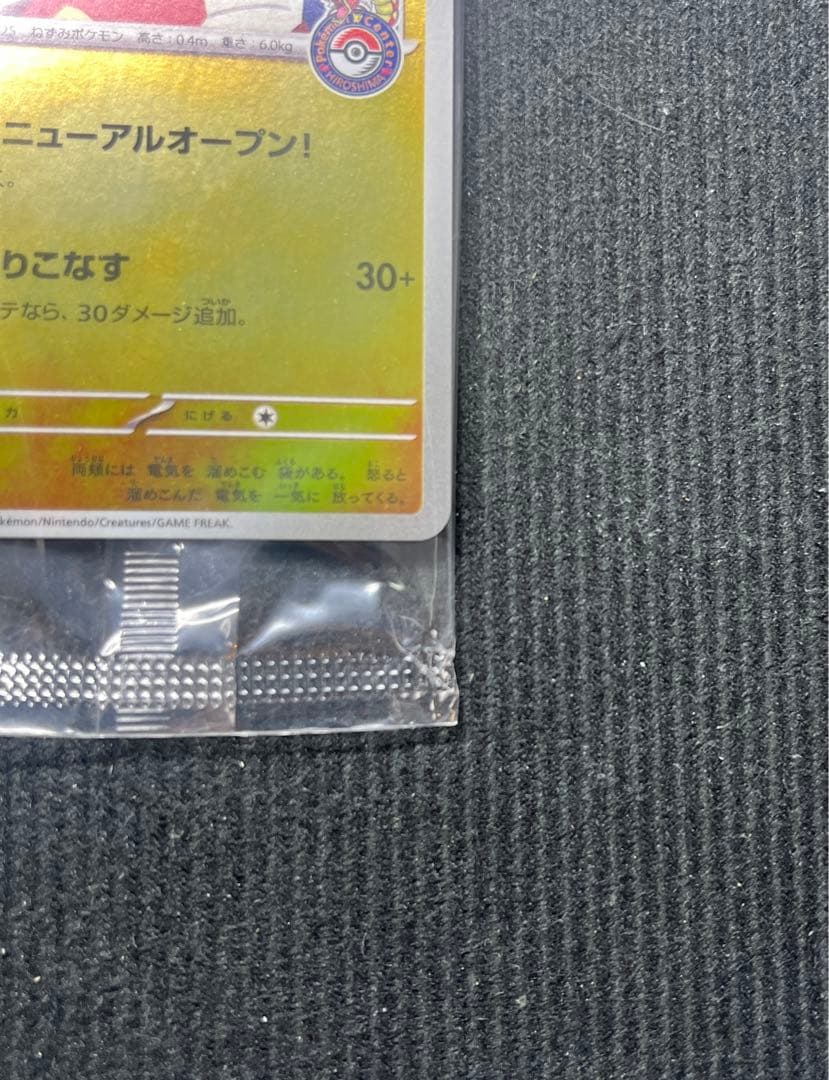 ねずみポケモン 高さ:0.4m 重さ:6.0kg
Pokémon Center
HIROSHIMA
ニューアルオープン!
。
りこなす 30+
テなら、30ダメージ追加。
カ にげる
両頬には 電気を 溜めこむ 袋がある。 怒ると
溜めこんだ 電気を 一気に 放ってくる。
kémon/Nintendo/Creatures/GAME FREAK.